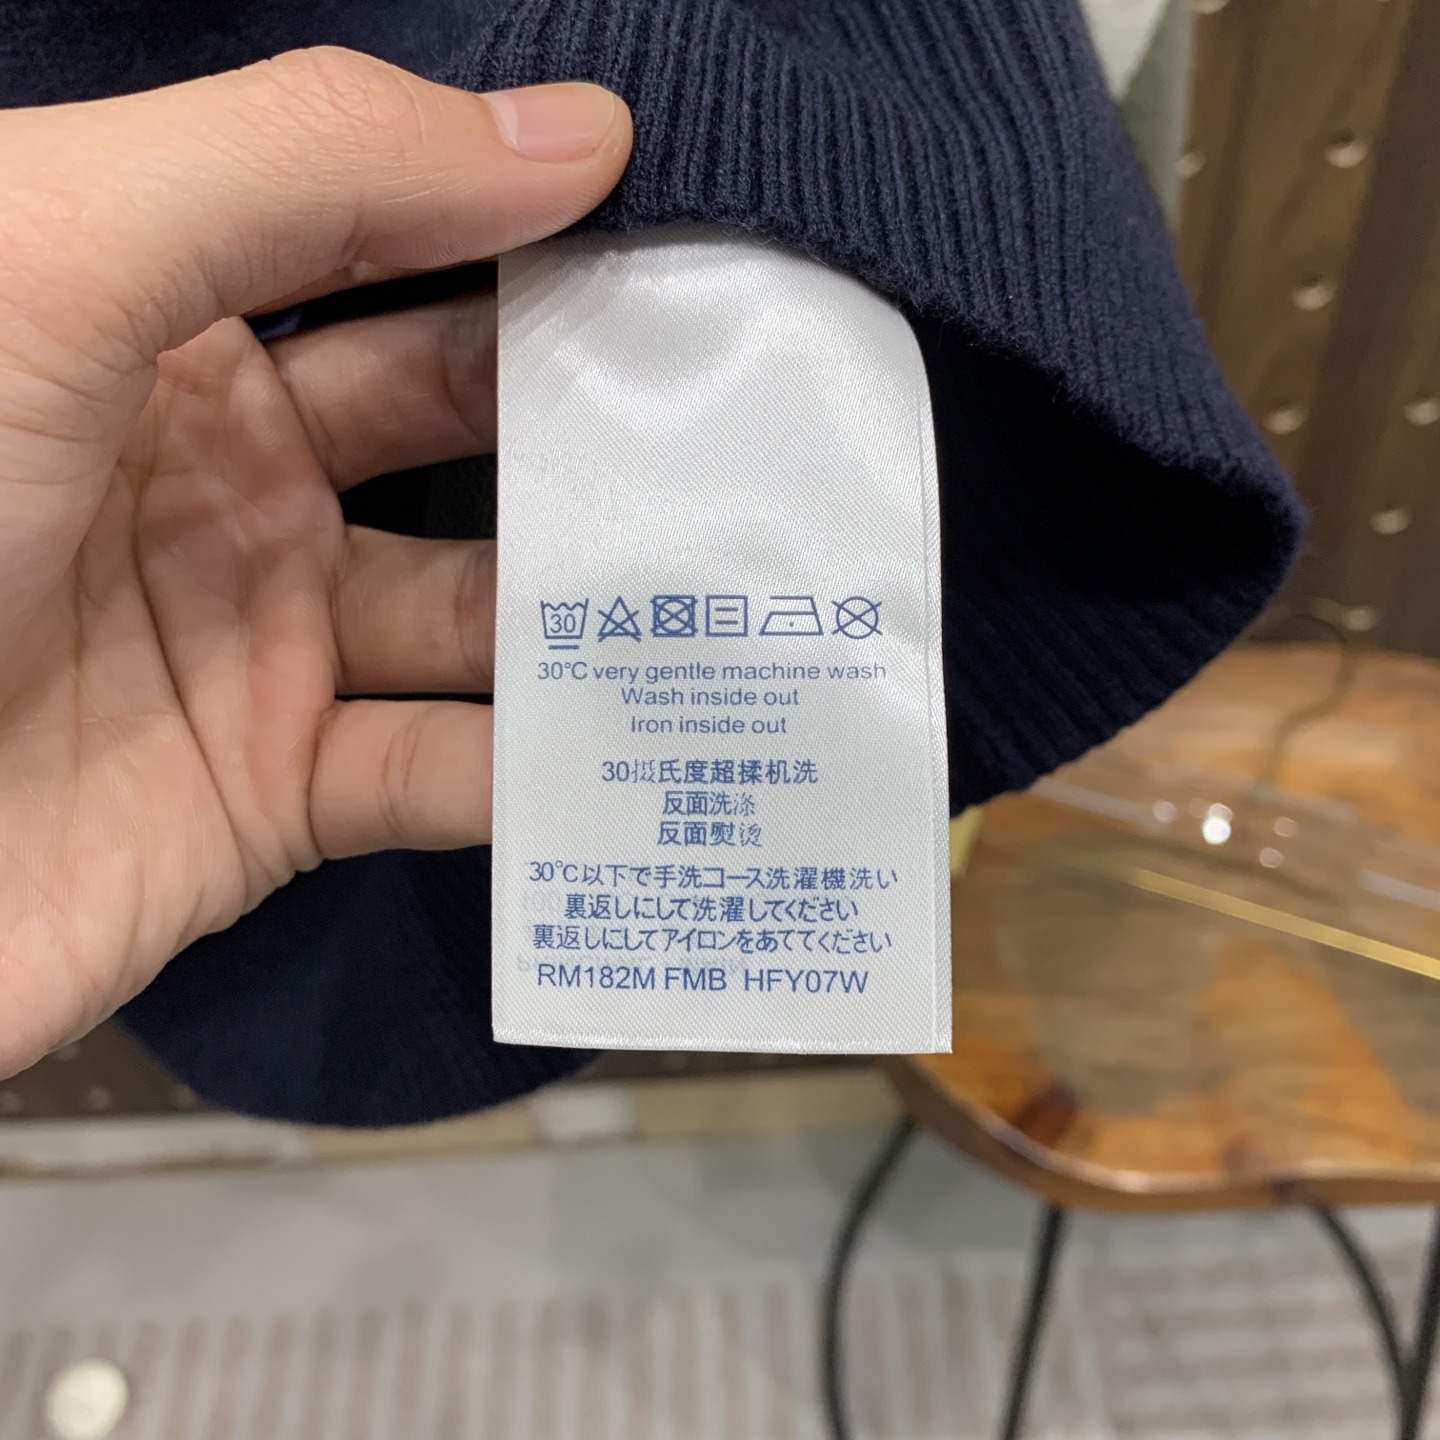 30
30°C very gentle machine wash
Wash inside out
Iron inside out
30摄氏度超揉机洗
反面洗涤
反面熨烫
30°C以下で手洗コース洗濯機洗い
裏返しにして洗濯してください
裏返しにしてアイロンをあててください
RM182M FMB HFY07W